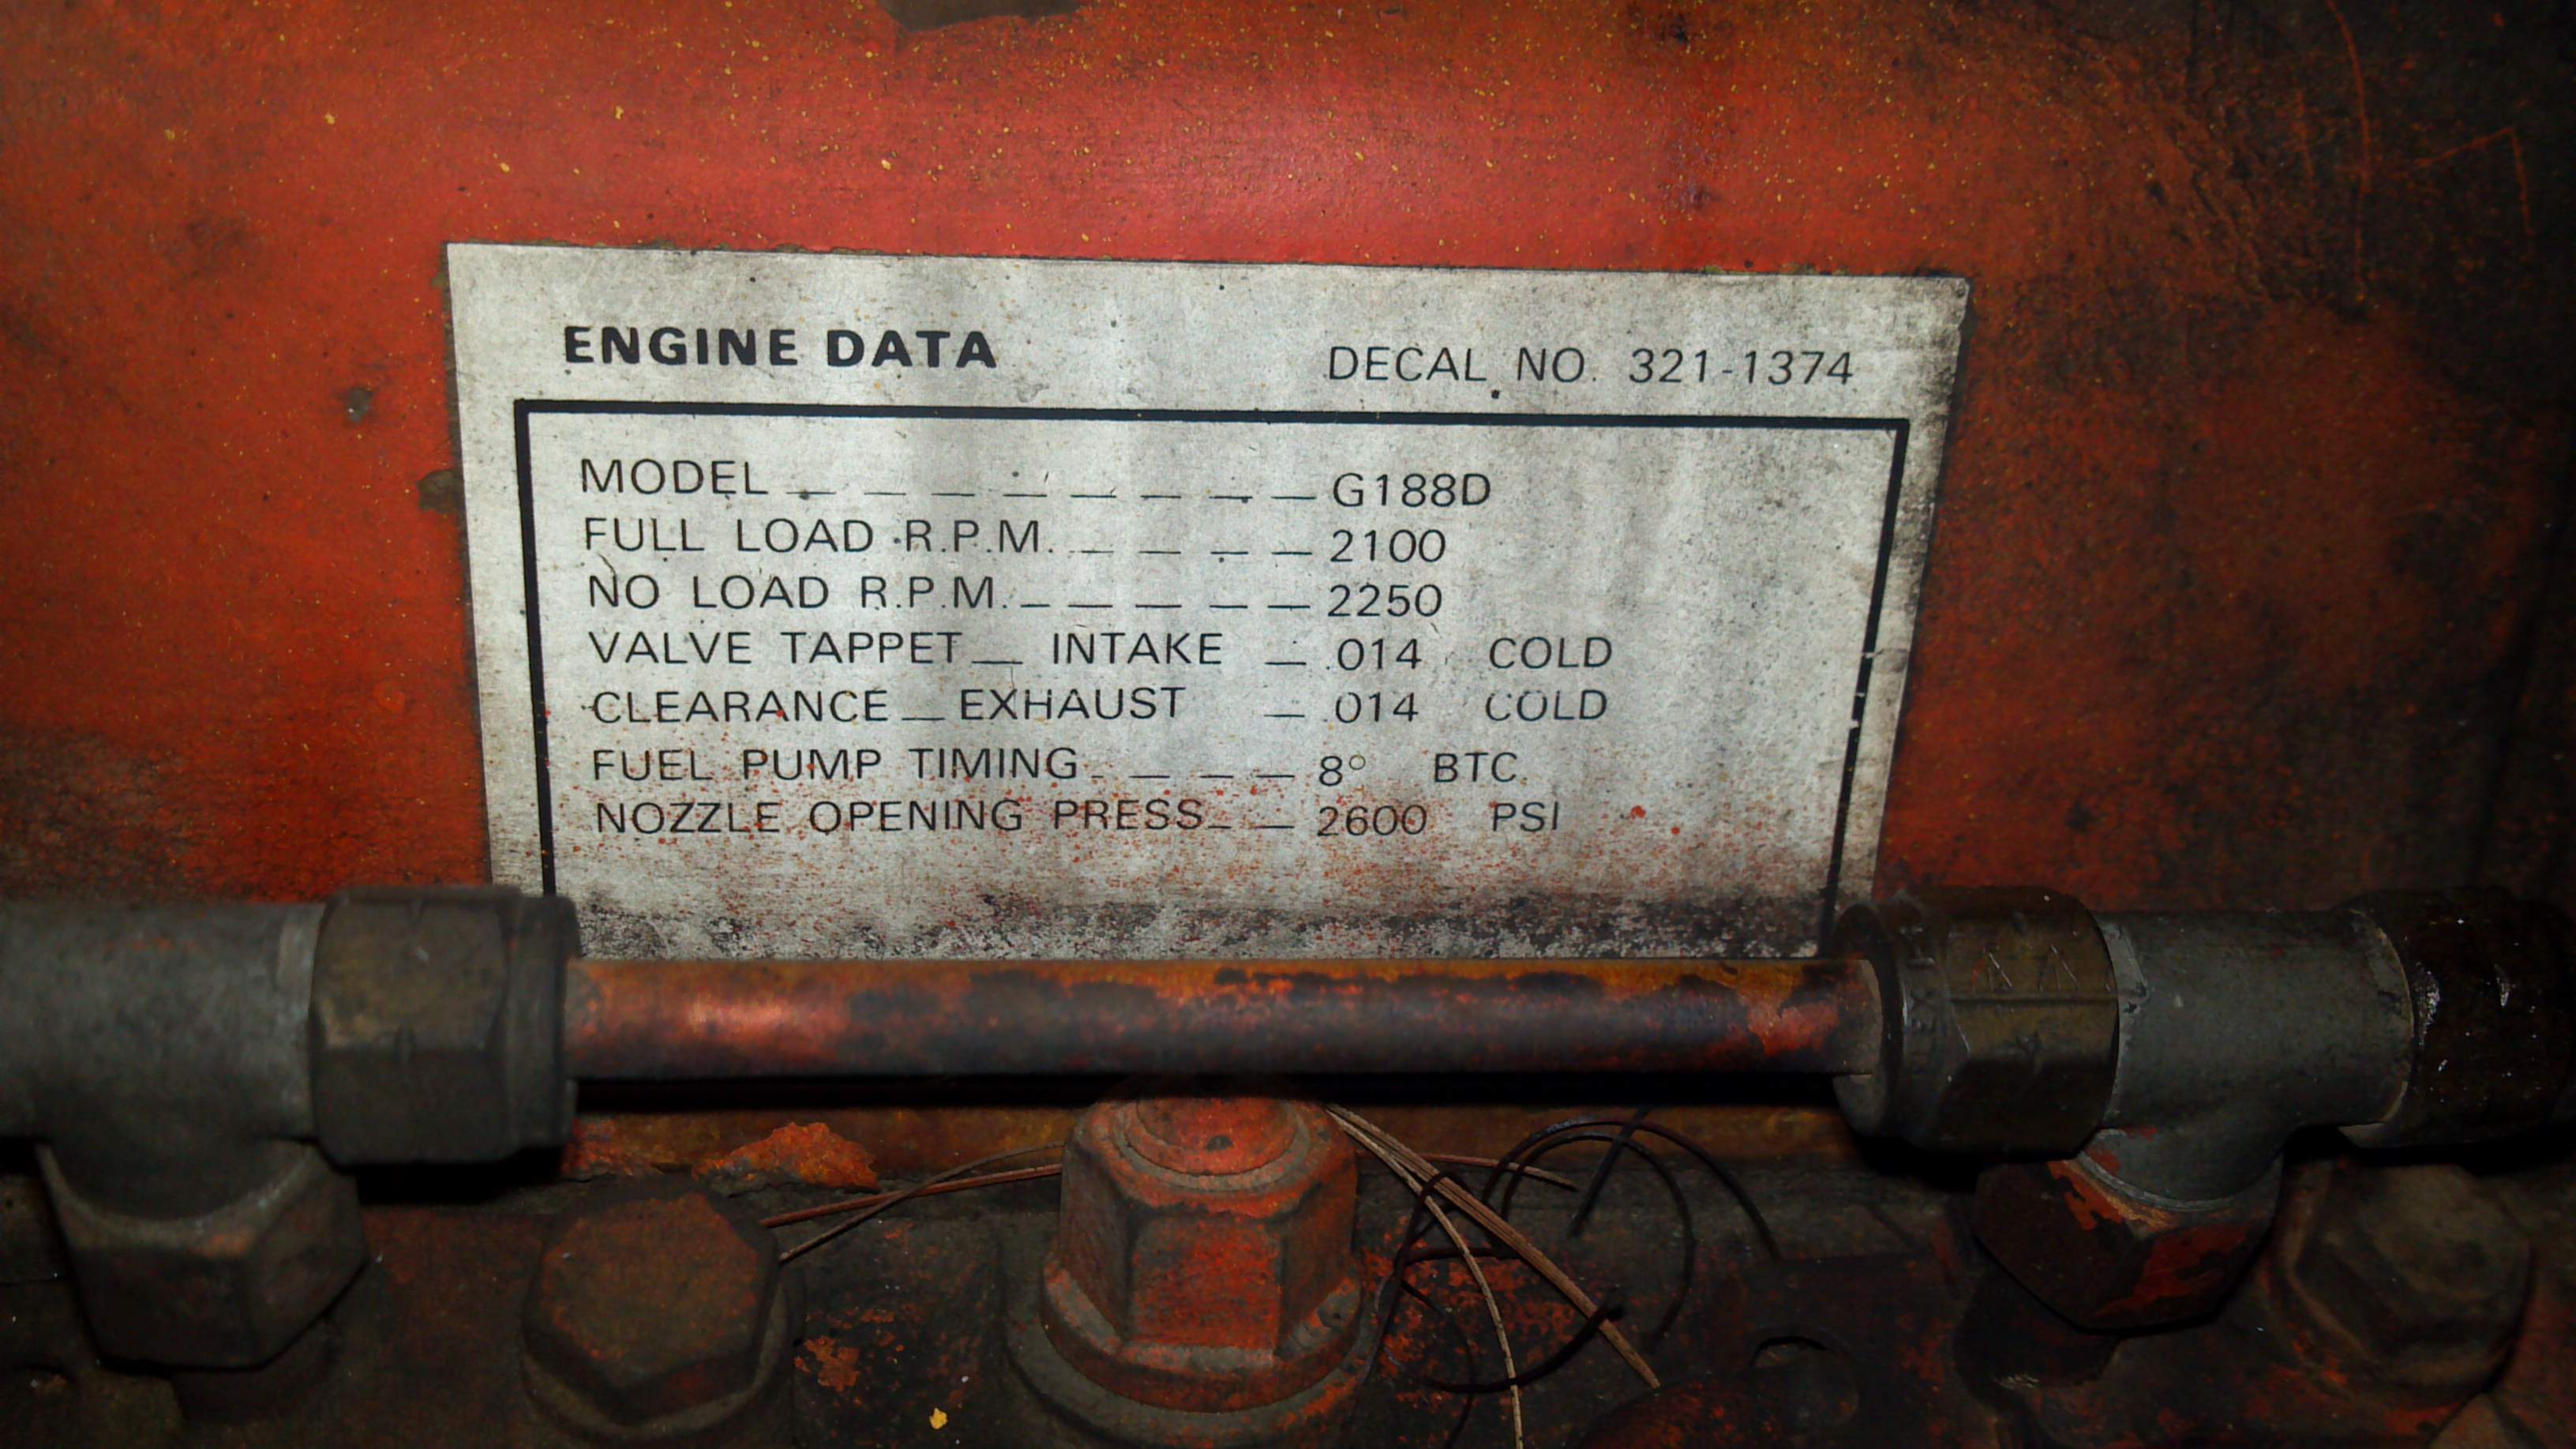 ENGINE DATA
DECAL NO. 321-1374
MODEL _ _ _ _ _ _ _ _ G188D
FULL LOAD R.P.M. _ _ _ _ 2100
NO LOAD R.P.M. _ _ _ _ _ 2250
VALVE TAPPET _ INTAKE _ .014 COLD
CLEARANCE _ EXHAUST _ .014 COLD
FUEL PUMP TIMING _ _ _ _ 8° BTC
NOZZLE OPENING PRESS _ _ 2600 PSI